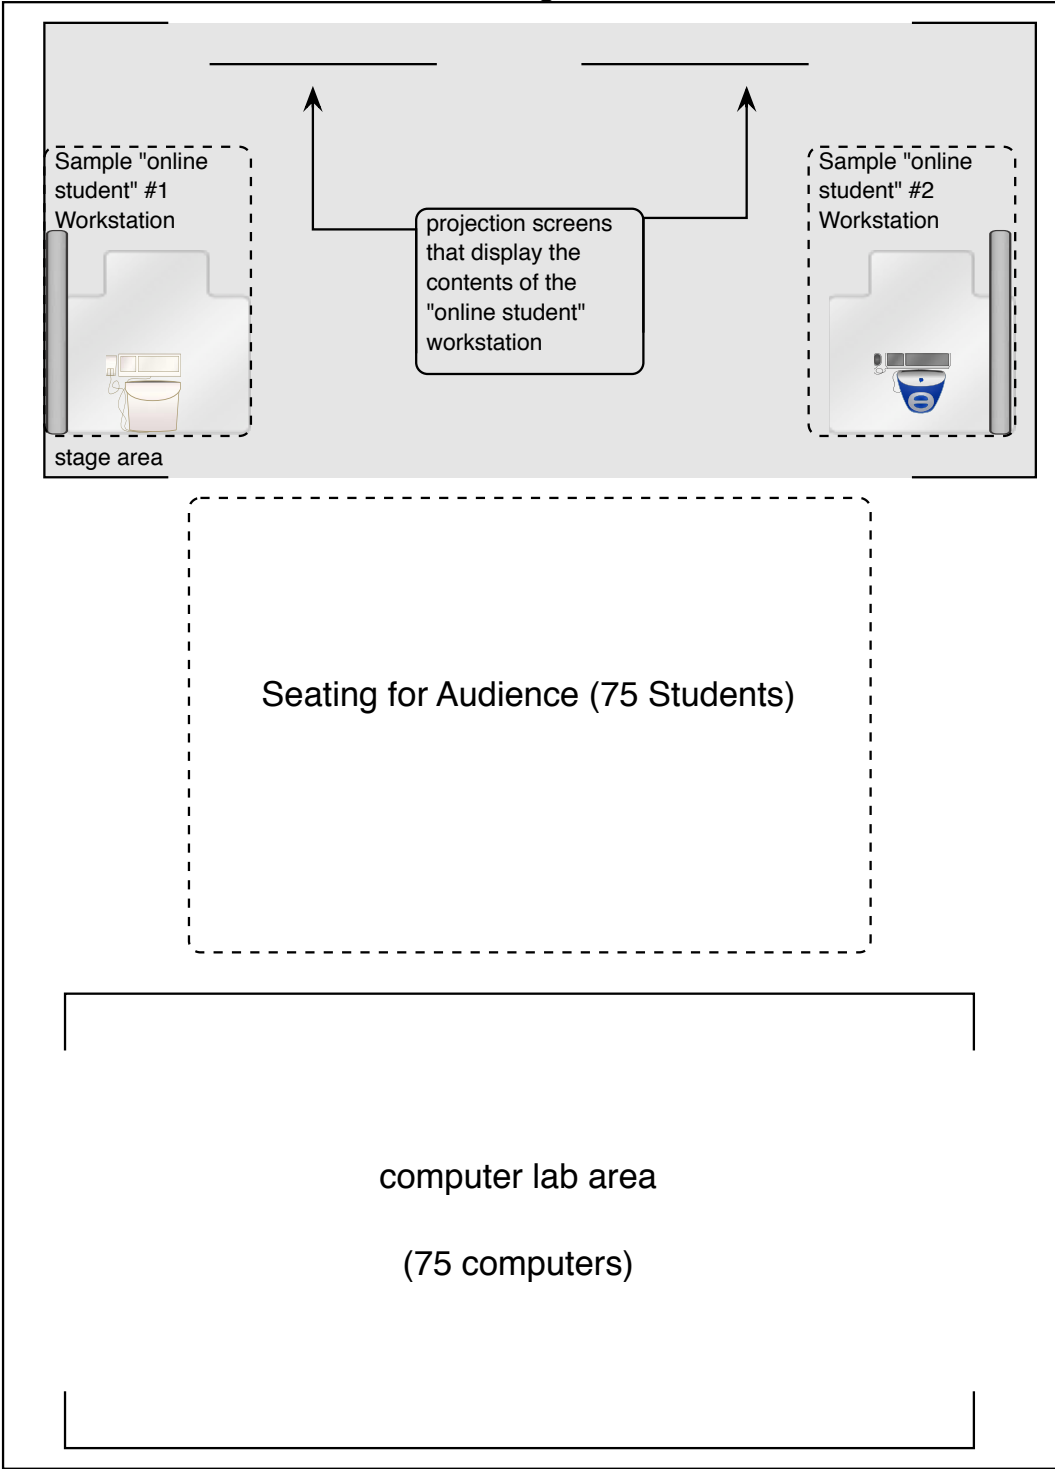 Sample "online
student" #1
Workstation
Sample "online
student" #2
Workstation
projection screens
that display the
contents of the
"online student"
workstation
stage area
Seating for Audience (75 Students)
computer lab area
(75 computers)